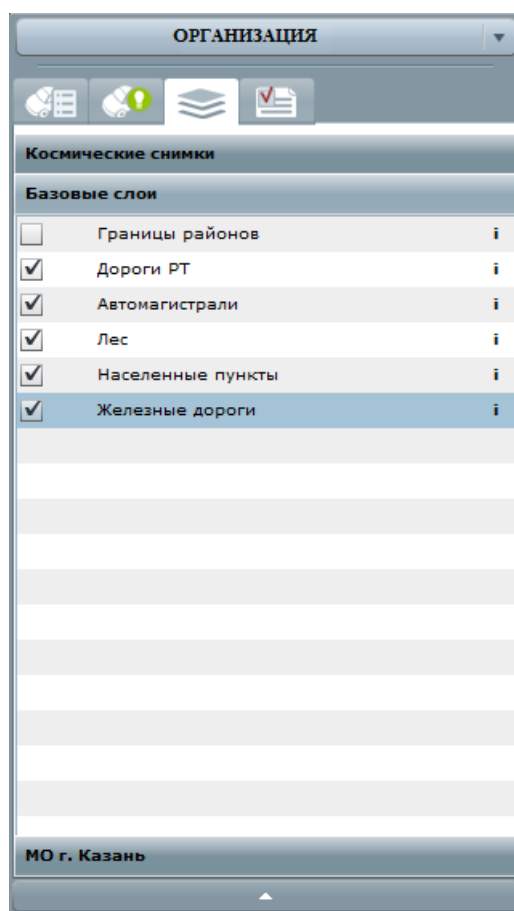 ОРГАНИЗАЦИЯ
Космические снимки
Базовые слои
Границы районов i
Дороги РТ i
Автомагистрали i
Лес i
Населенные пункты i
Железные дороги i
МО г. Казань